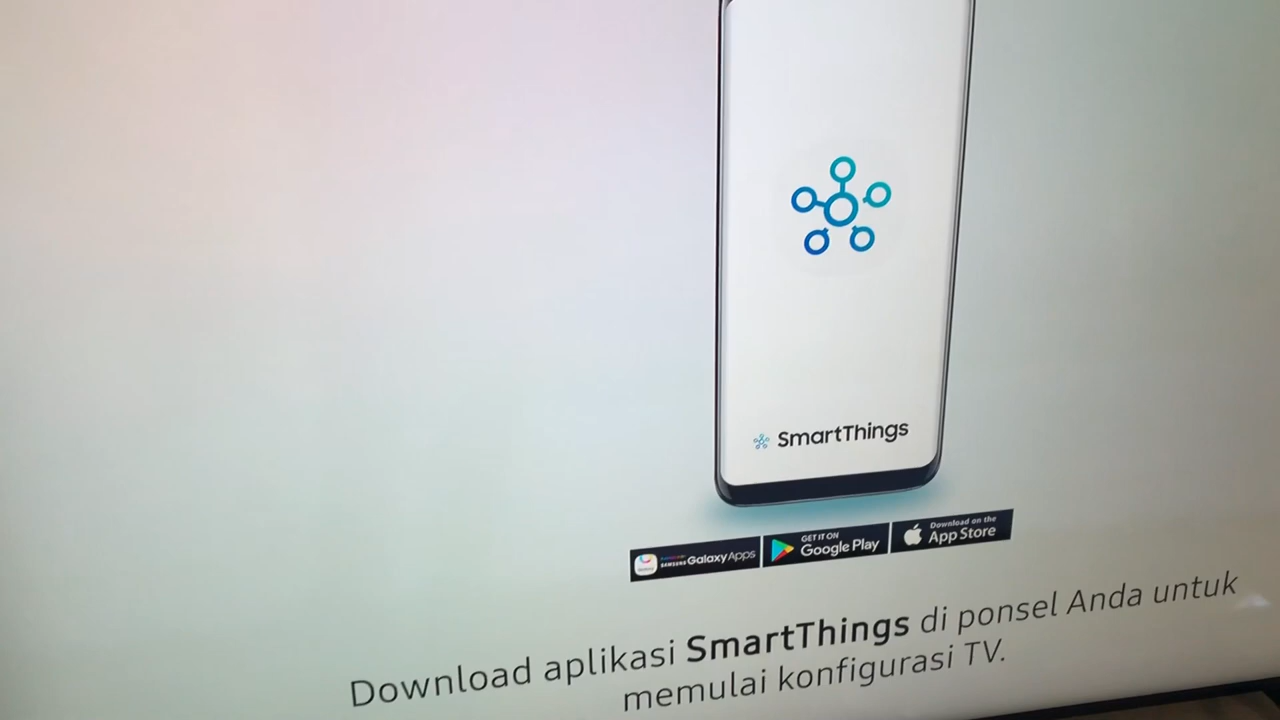 SmartThings
SAMSUNG Galaxy Apps
GET IT ON
Google Play
Download on the
App Store
Download aplikasi SmartThings di ponsel Anda untuk
memulai konfigurasi TV.